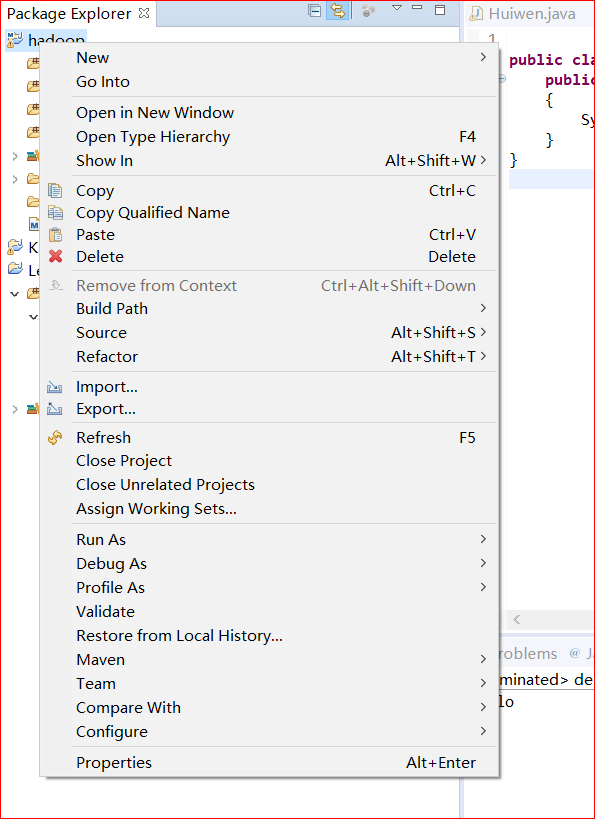 Package Explorer
Huiwen.java
hadoop
1
public cla
New
public
Go Into
{
Open in New Window
Sy
Open Type Hierarchy F4
}
Show In Alt+Shift+W
}
Copy Ctrl+C
Copy Qualified Name
Paste Ctrl+V
K
Delete Delete
Le
Remove from Context Ctrl+Alt+Shift+Down
Build Path
Source Alt+Shift+S
Refactor Alt+Shift+T
Import...
Export...
Refresh F5
Close Project
Close Unrelated Projects
Assign Working Sets...
Run As
Debug As
Profile As
Validate
Restore from Local History...
roblems @ Ja
Maven
minated> de
Team
lo
Compare With
Configure
Properties Alt+Enter